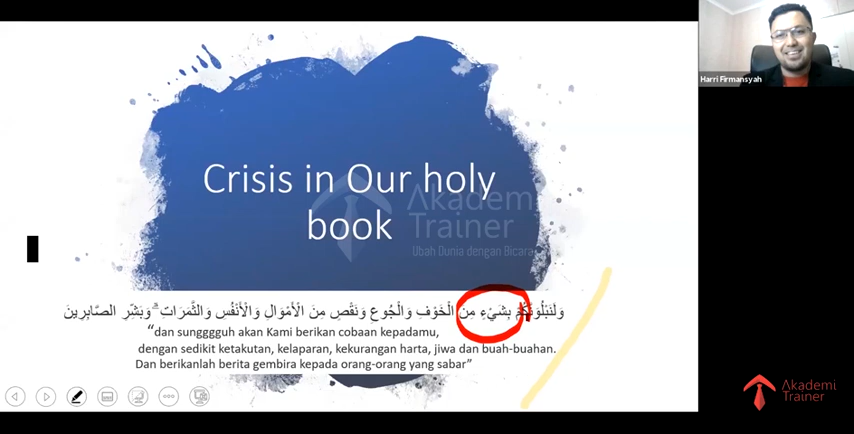 Harri Firmansyah
Crisis in Our holy
book
Akademi
Trainer
Ubah Dunia dengan Bicara
وَلَنَبْلُوَنَّكُمْ بِشَيْءٍ مِنَ الْخَوْفِ وَالْجُوعِ وَنَقْصٍ مِنَ الْأَمْوَالِ وَالْأَنْفُسِ وَالثَّمَرَاتِ ۗ وَبَشِّرِ الصَّابِرِينَ
“dan sungggguh akan Kami berikan cobaan kepadamu,
dengan sedikit ketakutan, kelaparan, kekurangan harta, jiwa dan buah-buahan.
Dan berikanlah berita gembira kepada orang-orang yang sabar”
Akademi
Trainer